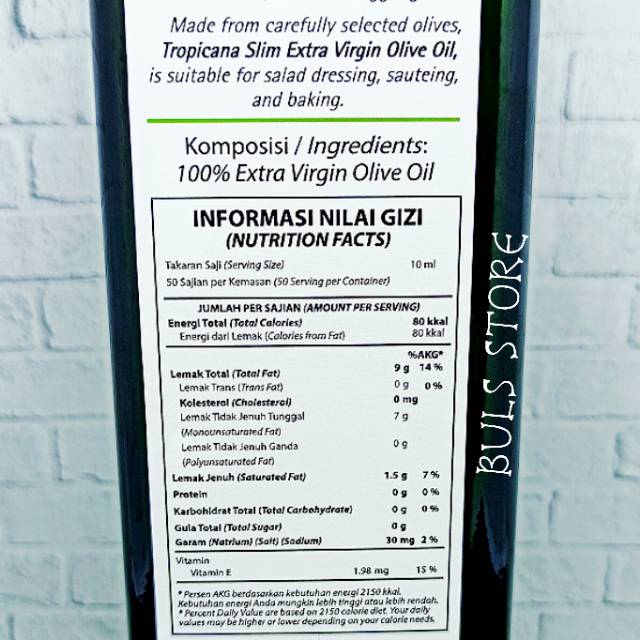 Made from carefully selected olives,
Tropicana Slim Extra Virgin Olive Oil,
is suitable for salad dressing, sauteing,
and baking.
Komposisi / Ingredients:
100% Extra Virgin Olive Oil
INFORMASI NILAI GIZI
(NUTRITION FACTS)
Takaran Saji (Serving Size) 10 ml
50 Sajian per Kemasan (50 Serving per Container)
JUMLAH PER SAJIAN (AMOUNT PER SERVING)
Energi Total (Total Calories) 80 kkal
Energi dari Lemak (Calories from Fat) 80 kkal
%AKG*
Lemak Total (Total Fat) 9 g 14 %
Lemak Trans (Trans Fat) 0 g 0 %
Kolesterol (Cholesterol) 0 mg
Lemak Tidak Jenuh Tunggal 7 g
(Monounsaturated Fat)
Lemak Tidak Jenuh Ganda 0 g
(Polyunsaturated Fat)
Lemak Jenuh (Saturated Fat) 1.5 g 7 %
Protein 0 g 0 %
Karbohidrat Total (Total Carbohydrate) 0 g 0 %
Gula Total (Total Sugar) 0 g
Garam (Natrium) (Salt) (Sodium) 30 mg 2 %
Vitamin
Vitamin E 1.98 mg 15 %
* Persen AKG berdasarkan kebutuhan energi 2150 kkal.
Kebutuhan energi Anda mungkin lebih tinggi atau lebih rendah.
* Percent Daily Value are based on 2150 calorie diet. Your daily
values may be higher or lower depending on your calorie needs.
BULS STORE